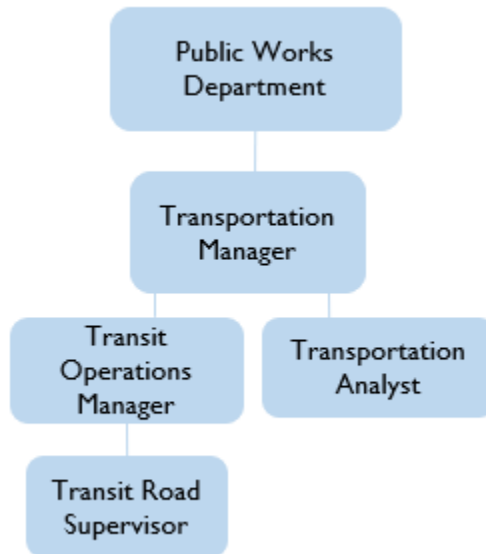 Public Works
Department
Transportation
Manager
Transit
Operations
Manager
Transportation
Analyst
Transit Road
Supervisor